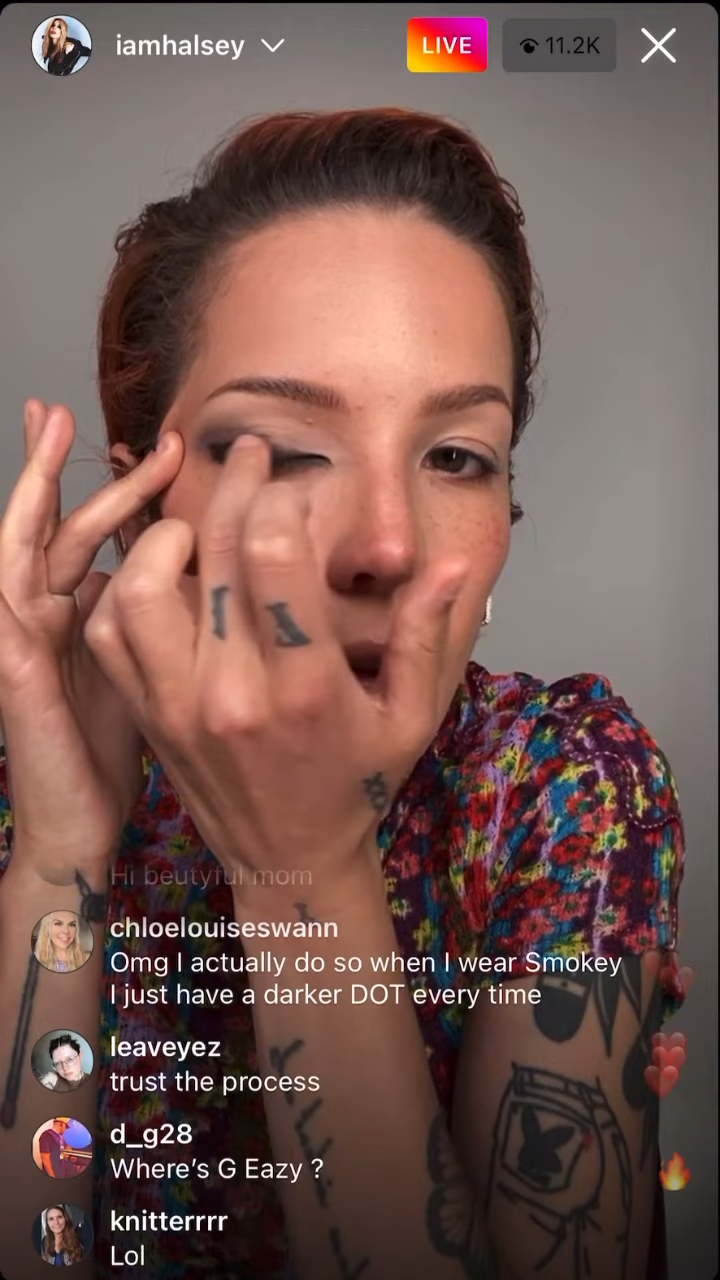 iamhalsey
LIVE
11.2K
Hi beutyful mom
chloelouiseswann
Omg I actually do so when I wear Smokey
I just have a darker DOT every time
leaveyez
trust the process
d_g28
Where’s G Eazy ?
knitterrrr
Lol